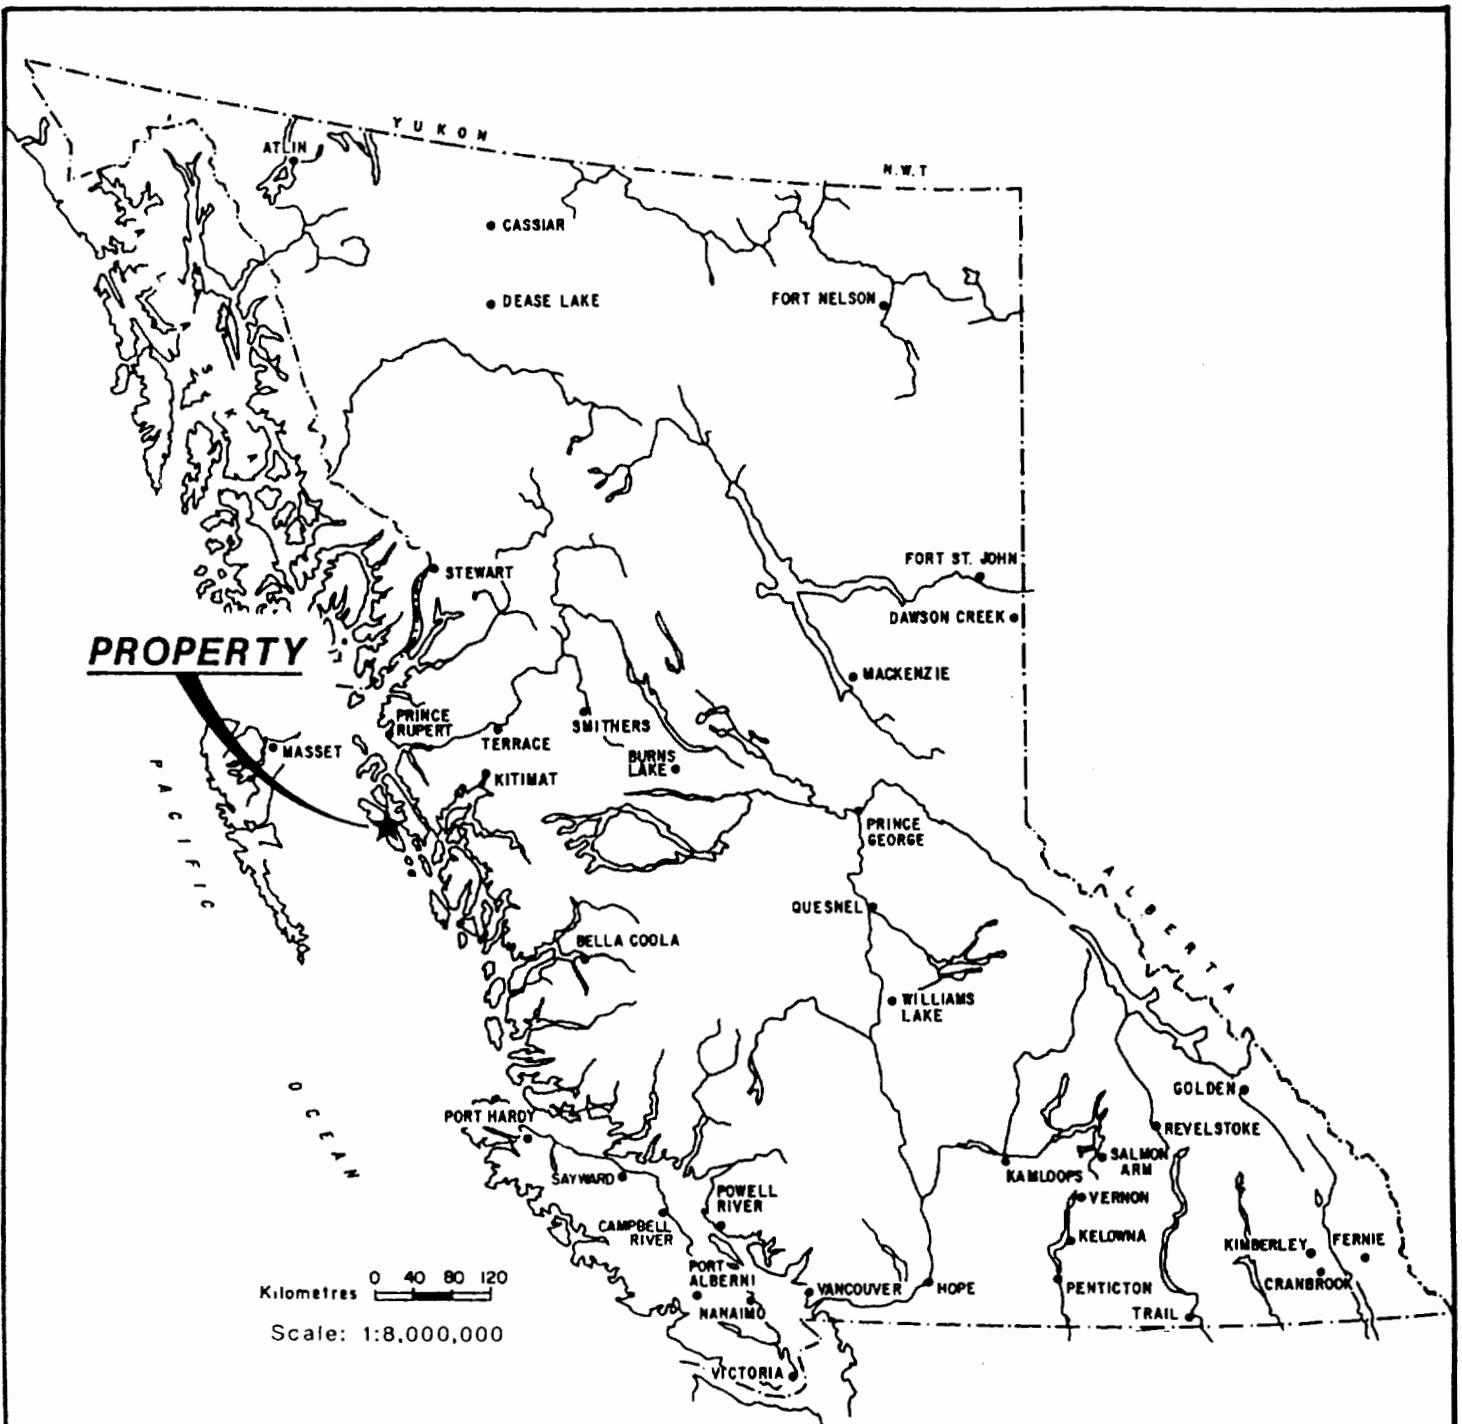 YUKON
N.W.T
ATLIN
CASSIAR
DEASE LAKE
FORT NELSON
ALASKA
FORT ST. JOHN
STEWART
DAWSON CREEK
PROPERTY
MACKENZIE
PRINCE
RUPERT
SMITHERS
MASSET
TERRACE
BURNS
LAKE
KITIMAT
PACIFIC
PRINCE
GEORGE
ALBERTA
QUESNEL
BELLA COOLA
WILLIAMS
LAKE
OCEAN
GOLDEN
PORT HARDY
REVELSTOKE
SALMON
ARM
KAMLOOPS
SAYWARD
POWELL
RIVER
VERNON
CAMPBELL
RIVER
KELOWNA
KIMBERLEY
FERNIE
PORT
ALBERNI
CRANBROOK
0 40 80 120
Kilometres
VANCOUVER
HOPE
PENTICTON
NANAIMO
TRAIL
Scale: 1:8,000,000
VICTORIA